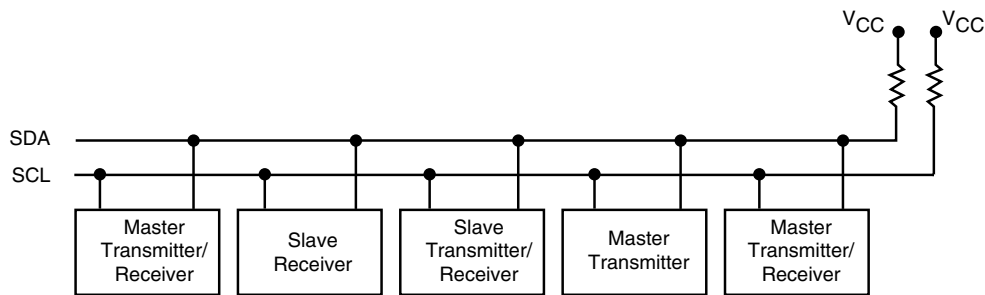 VCC VCC
SDA
SCL
Master
Transmitter/
Receiver
Slave
Receiver
Slave
Transmitter/
Receiver
Master
Transmitter
Master
Transmitter/
Receiver